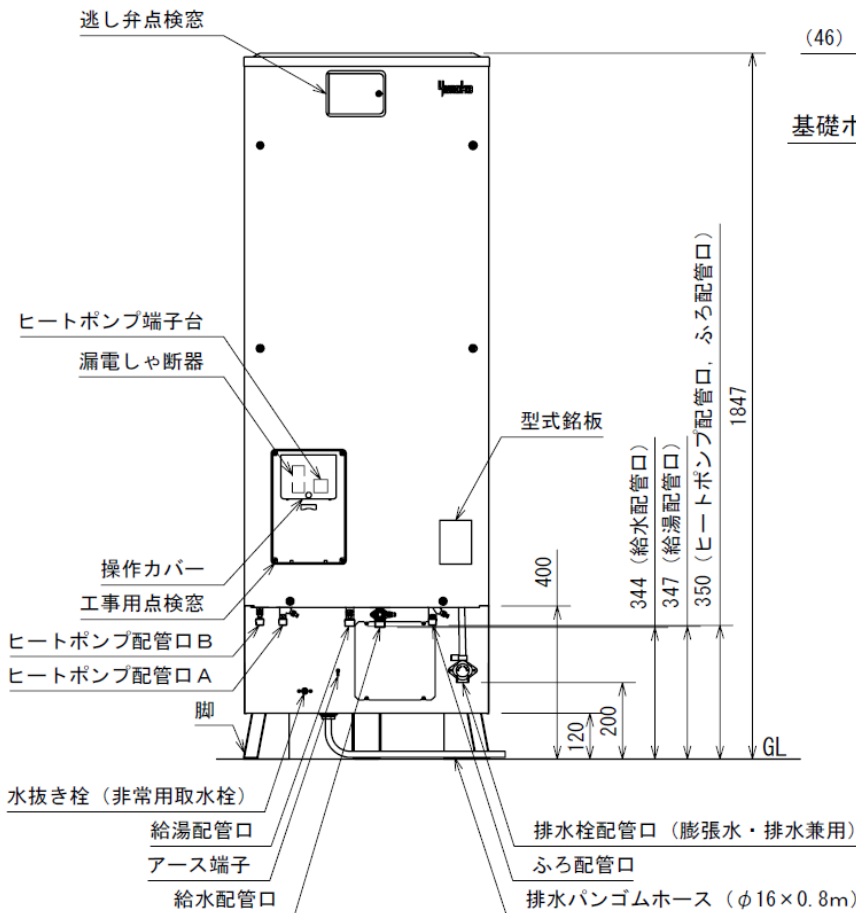 逃し弁点検窓
(46)
基礎ボ
ヒートポンプ端子台
漏電しゃ断器
型式銘板
操作カバー
工事用点検窓
ヒートポンプ配管口B
ヒートポンプ配管口A
脚
400
120
200
344 (給水配管口)
347 (給湯配管口)
350 (ヒートポンプ配管口, ふろ配管口)
1847
GL
水抜き栓 (非常用取水栓)
給湯配管口
アース端子
給水配管口
排水栓配管口 (膨張水・排水兼用)
ふろ配管口
排水パンゴムホース (φ16×0.8m)